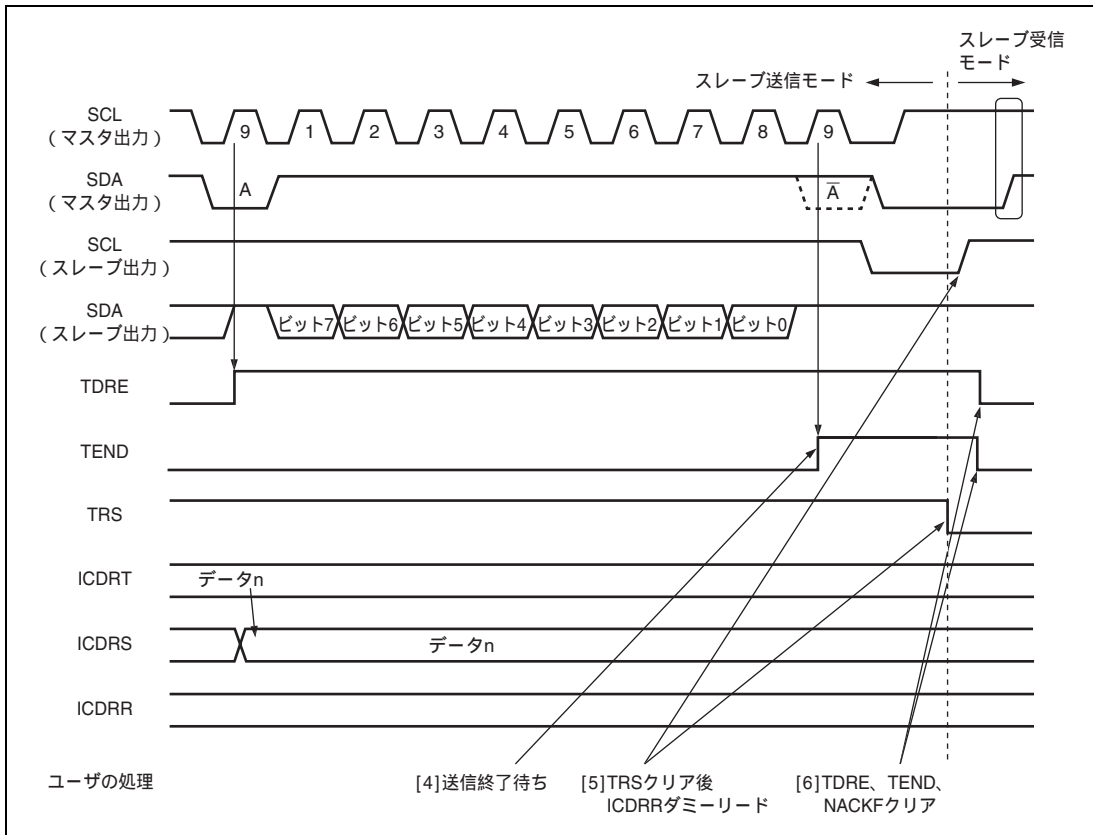 スレーブ受信
モード
スレーブ送信モード
SCL
(マスタ出力)
9 1 2 3 4 5 6 7 8 9
SDA
(マスタ出力)
A
A̅
SCL
(スレーブ出力)
SDA
(スレーブ出力)
ビット7 ビット6 ビット5 ビット4 ビット3 ビット2 ビット1 ビット0
TDRE
TEND
TRS
ICDRT
データn
ICDRS
データn
ICDRR
ユーザの処理
[4]送信終了待ち
[5]TRSクリア後
ICDRRダミーリード
[6]TDRE、TEND、
NACKFクリア